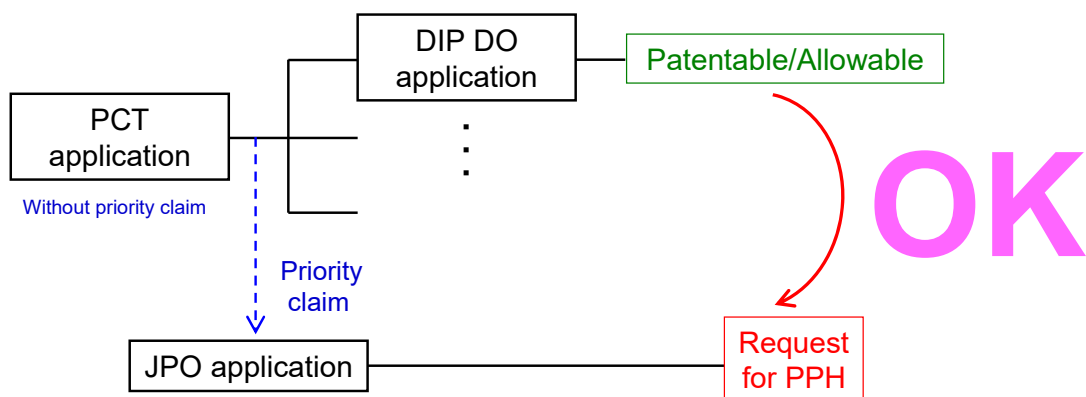 DIP DO
application
Patentable/Allowable
PCT
application
Without priority claim
OK
Priority
claim
JPO application
Request
for PPH